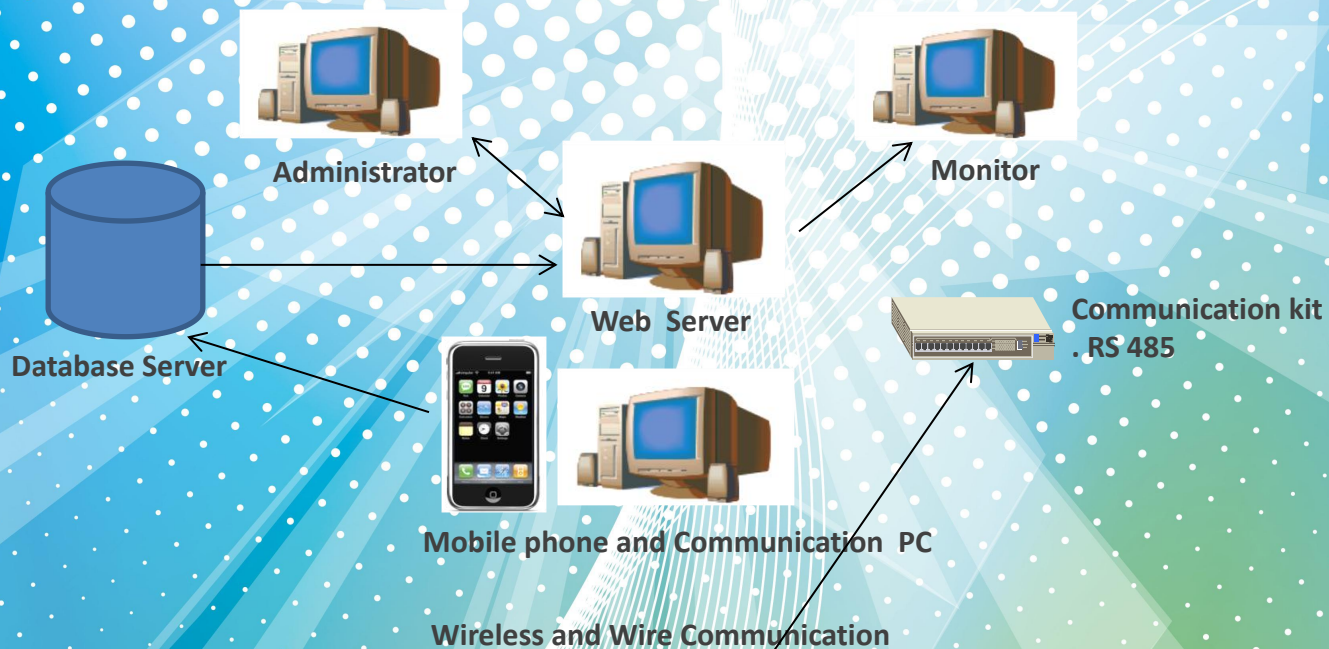 Administrator
Monitor
Web  Server
Communication kit
. RS 485
Database Server
Mobile phone and Communication  PC
Wireless and Wire Communication